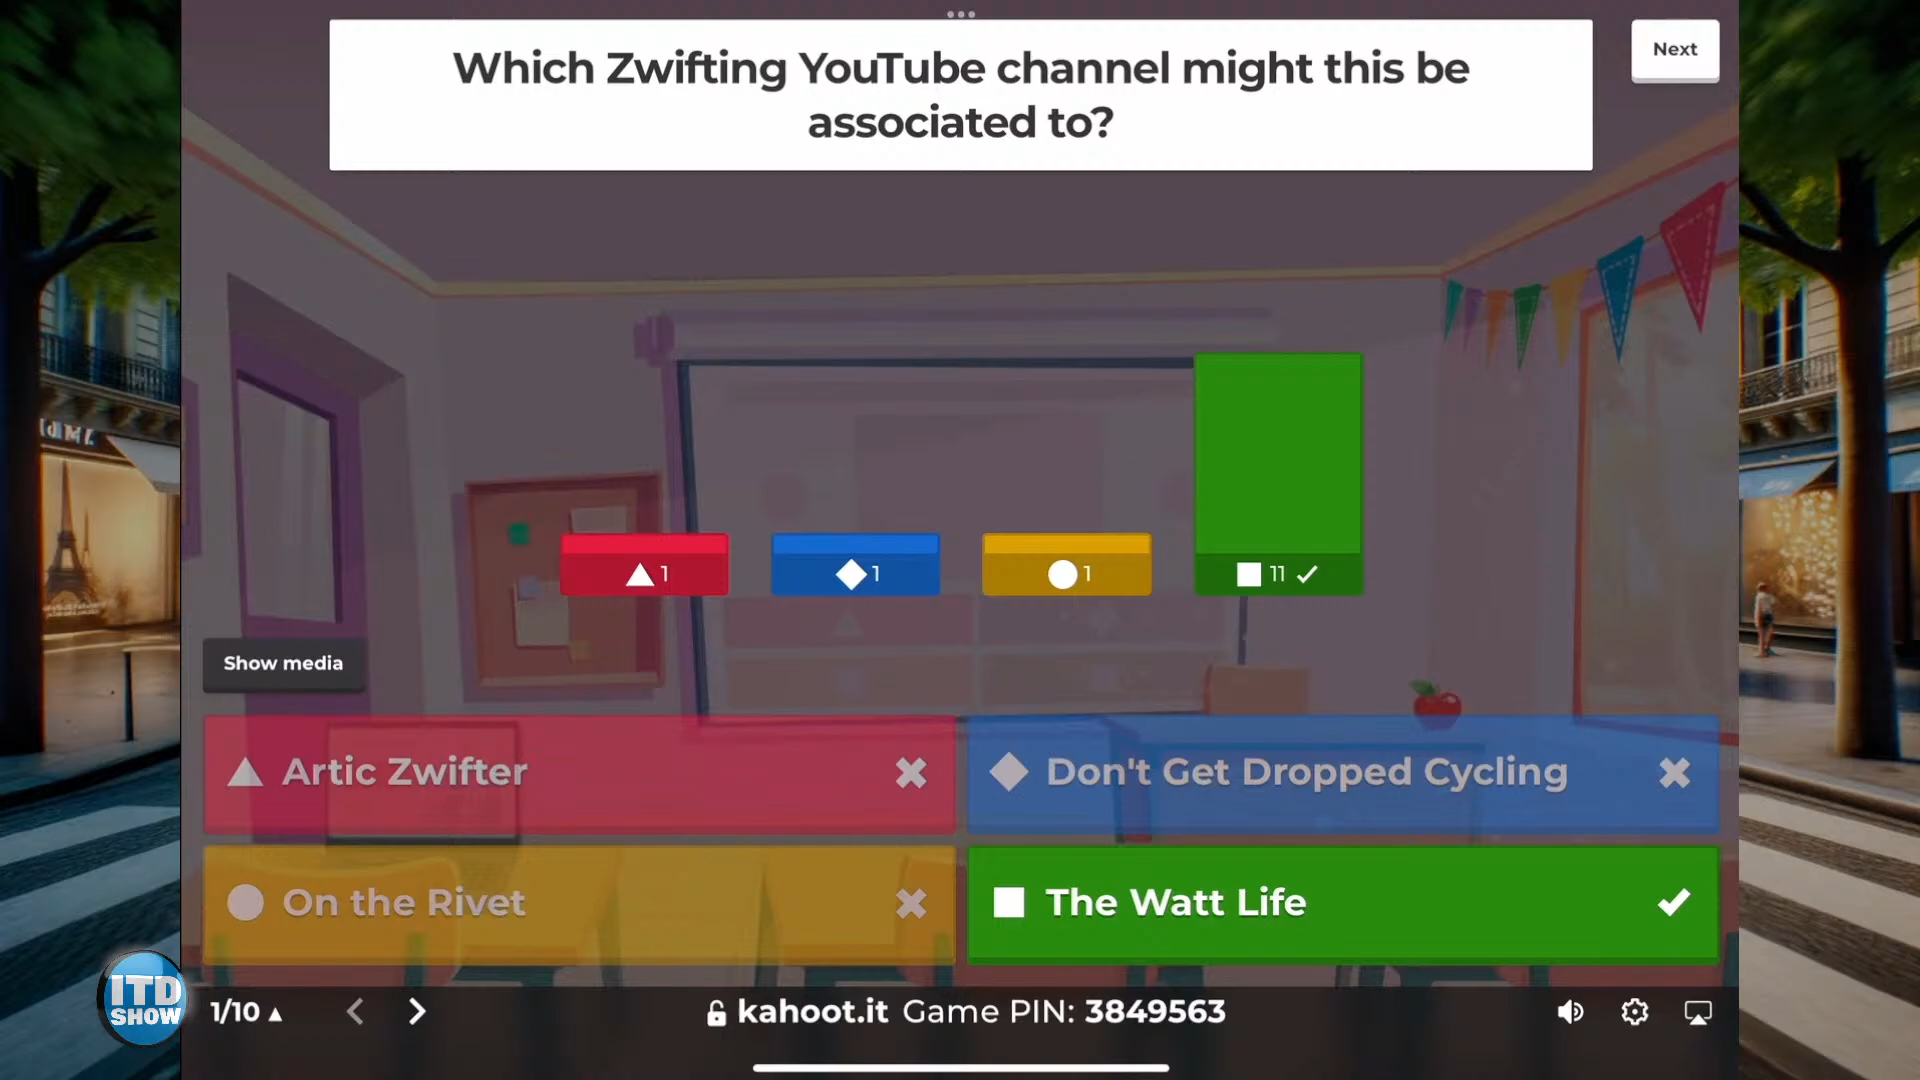 Which Zwifting YouTube channel might this be
associated to?
Next
1
1
1
11
Show media
Artic Zwifter
Don't Get Dropped Cycling
On the Rivet
The Watt Life
ITD
SHOW
1/10
kahoot.it Game PIN: 3849563